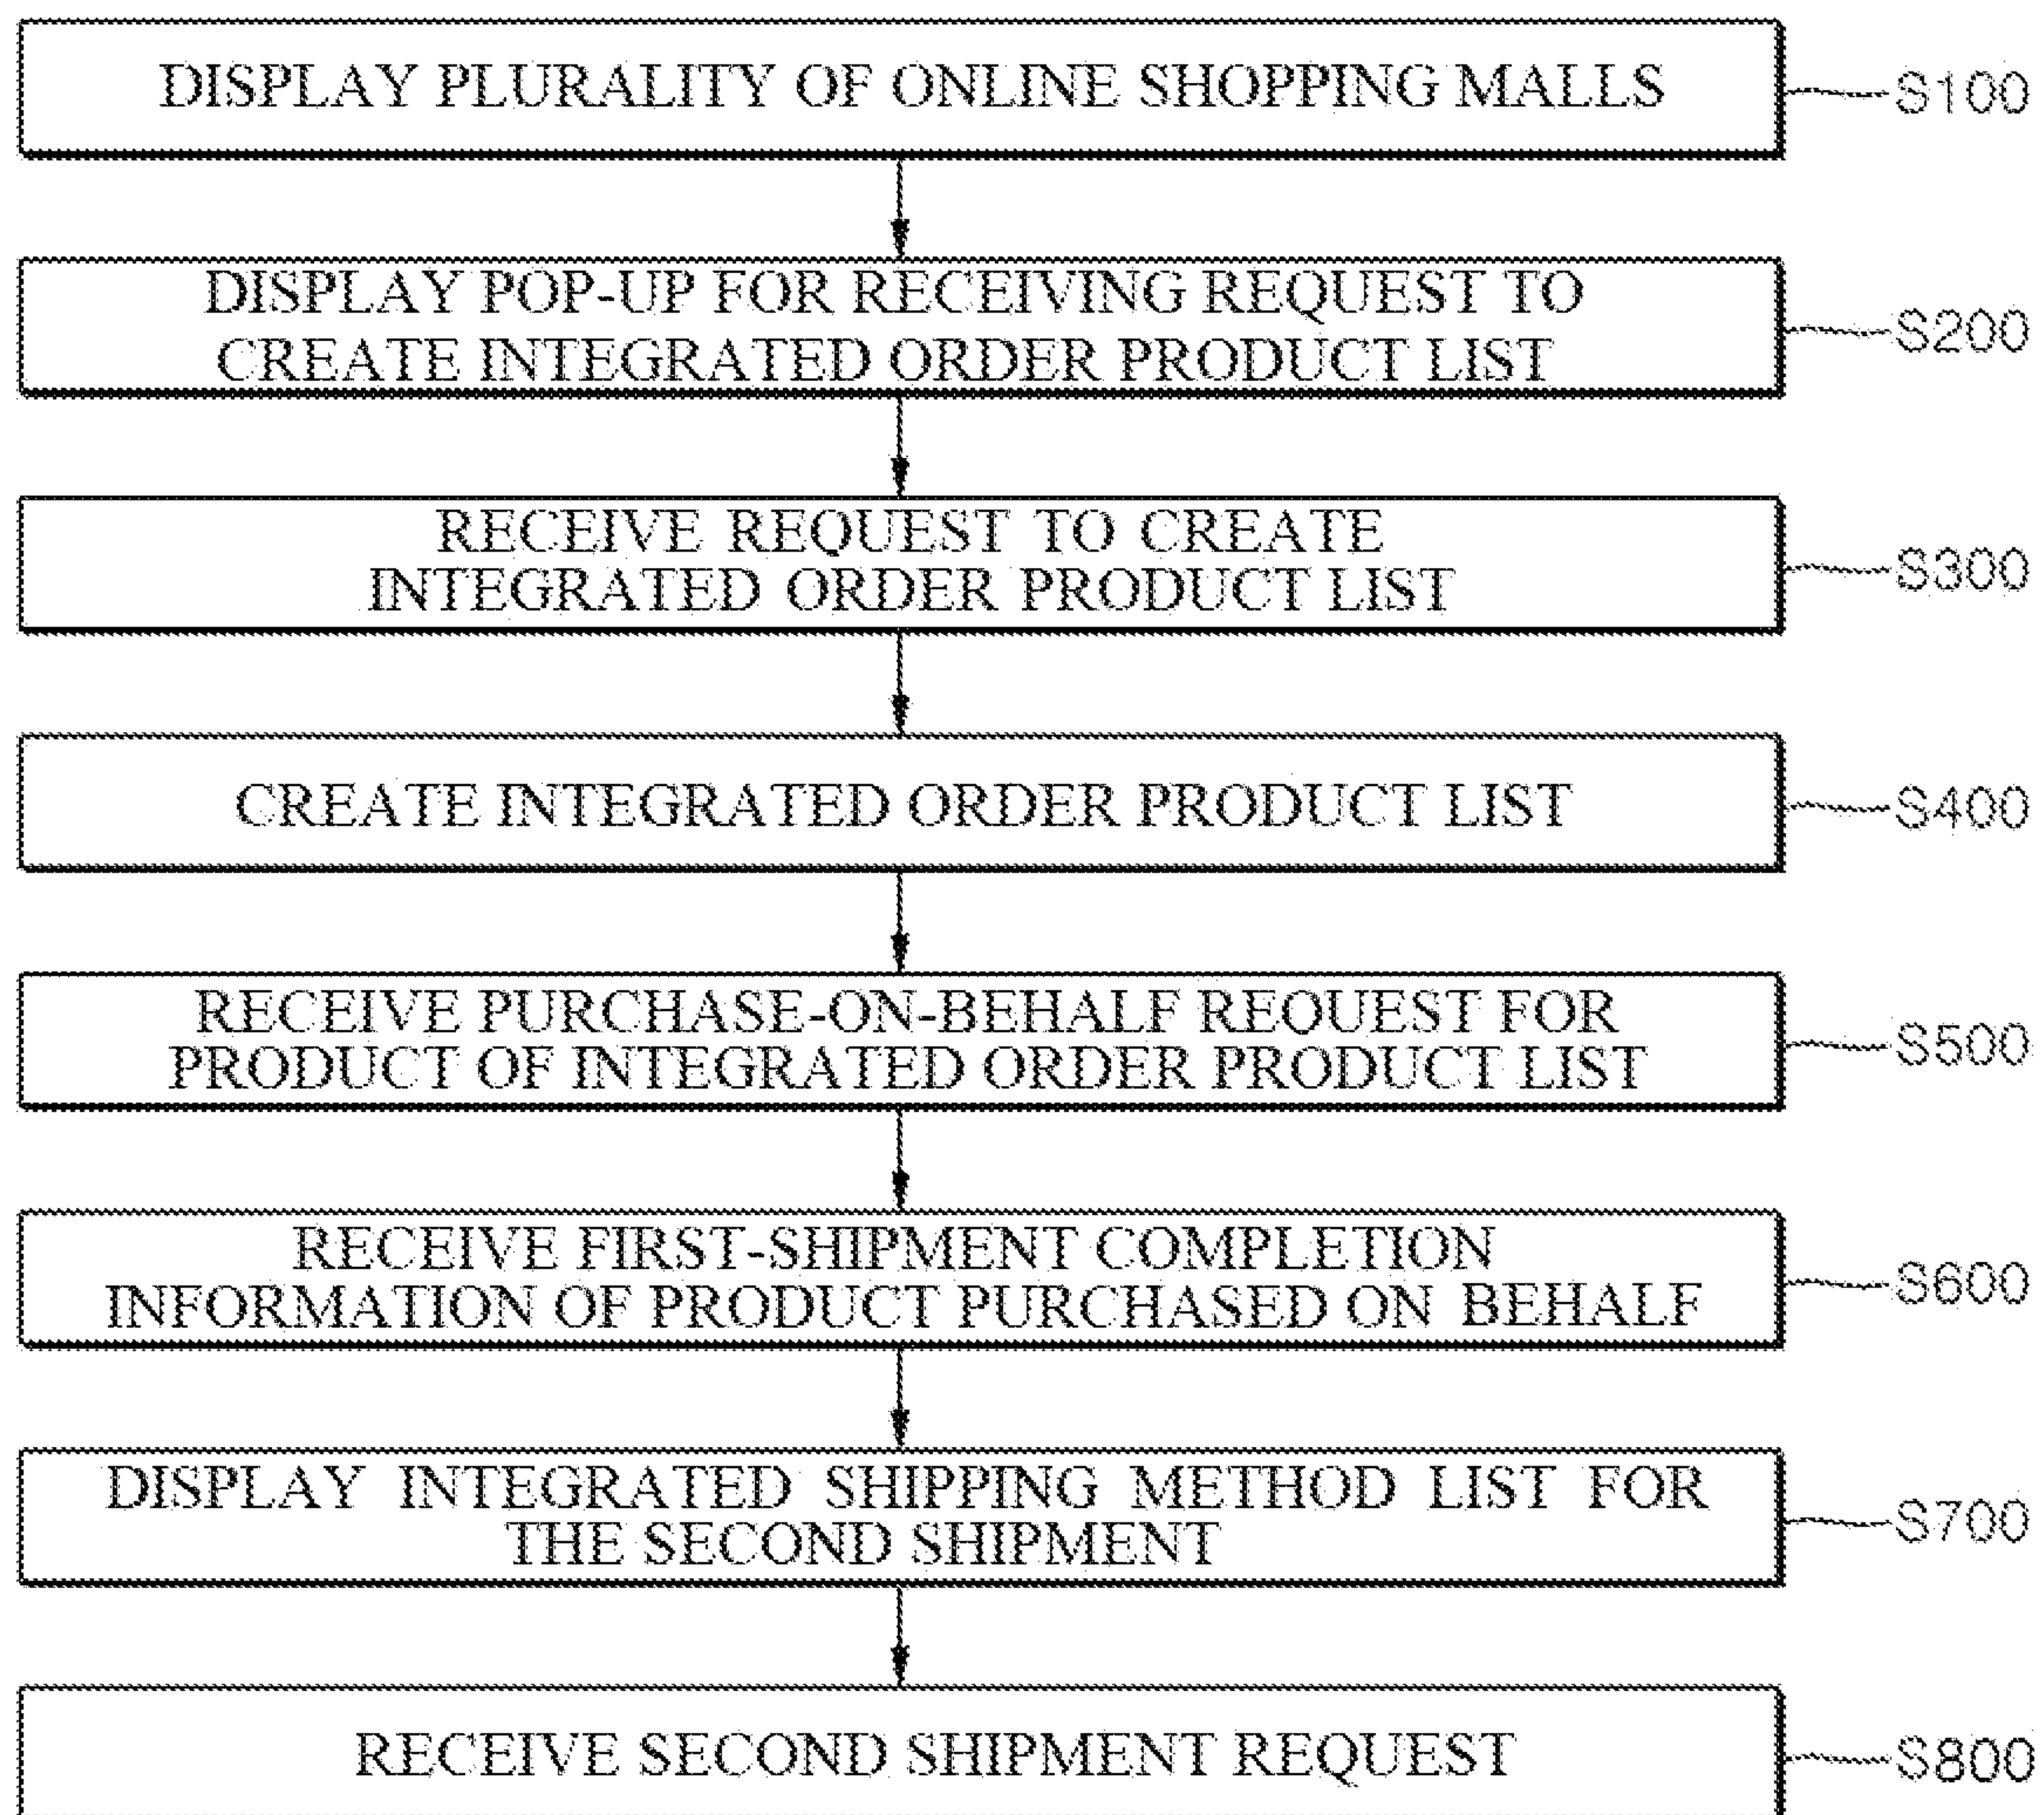 DISPLAY PLURALITY OF ONLINE SHOPPING MALLS
S100
DISPLAY POP-UP FOR RECEIVING REQUEST TO
CREATE INTEGRATED ORDER PRODUCT LIST
S200
RECEIVE REQUEST TO CREATE
INTEGRATED ORDER PRODUCT LIST
S300
CREATE INTEGRATED ORDER PRODUCT LIST
S400
RECEIVE PURCHASE-ON-BEHALF REQUEST FOR
PRODUCT OF INTEGRATED ORDER PRODUCT LIST
S500
RECEIVE FIRST-SHIPMENT COMPLETION
INFORMATION OF PRODUCT PURCHASED ON BEHALF
S600
DISPLAY INTEGRATED SHIPPING METHOD LIST FOR
THE SECOND SHIPMENT
S700
RECEIVE SECOND SHIPMENT REQUEST
S800